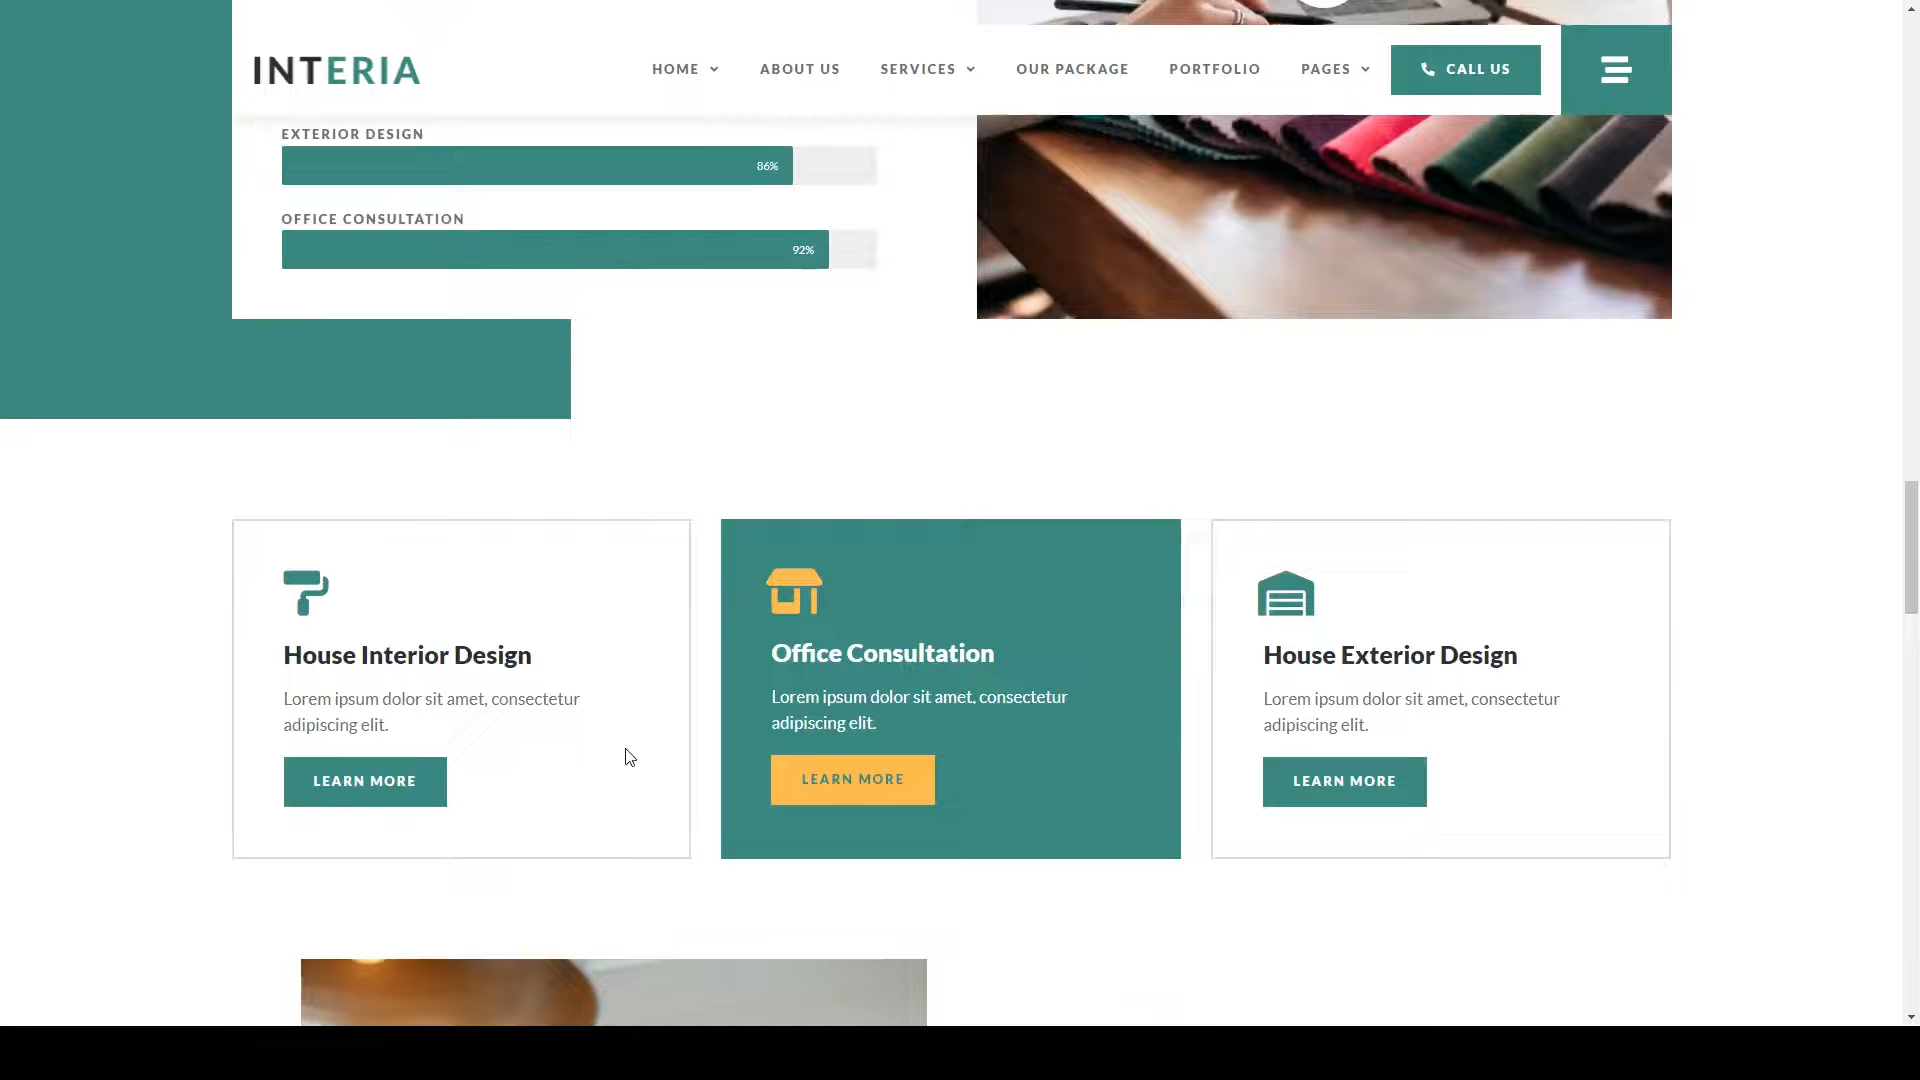 INTERIA
HOME
ABOUT US
SERVICES
OUR PACKAGE
PORTFOLIO
PAGES
CALL US
EXTERIOR DESIGN
86%
OFFICE CONSULTATION
92%
House Interior Design
Lorem ipsum dolor sit amet, consectetur
adipiscing elit.
LEARN MORE
Office Consultation
Lorem ipsum dolor sit amet, consectetur
adipiscing elit.
LEARN MORE
House Exterior Design
Lorem ipsum dolor sit amet, consectetur
adipiscing elit.
LEARN MORE